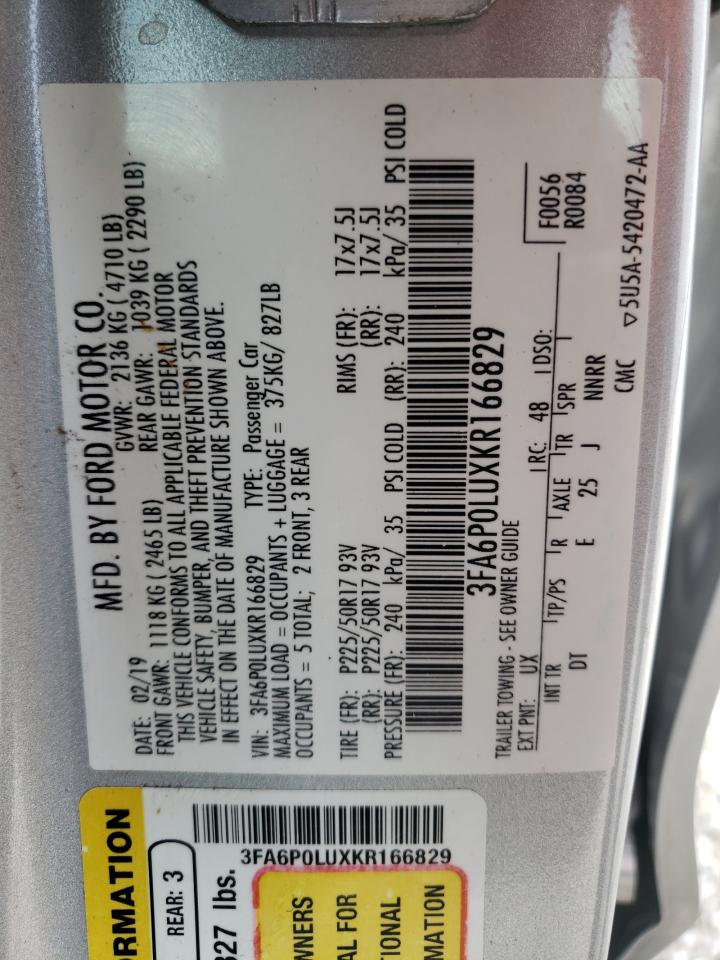 MFD. BY FORD MOTOR CO.
DATE: 02/19 GVWR: 2136 KG ( 4710 LB)
FRONT GAWR: 1118 KG ( 2465 LB) REAR GAWR: 1039 KG ( 2290 LB)
THIS VEHICLE CONFORMS TO ALL APPLICABLE FEDERAL MOTOR
VEHICLE SAFETY, BUMPER, AND THEFT PREVENTION STANDARDS
IN EFFECT ON THE DATE OF MANUFACTURE SHOWN ABOVE.
VIN: 3FA6P0LUXKR166829 TYPE: Passenger Car
MAXIMUM LOAD = OCCUPANTS + LUGGAGE = 375KG/ 827LB
OCCUPANTS = 5 TOTAL; 2 FRONT, 3 REAR
TIRE (FR): P225/50R17 93V RIMS (FR): 17x7.5J
(RR): P225/50R17 93V (RR): 17x7.5J
PRESSURE (FR): 240 kPa/ 35 PSI COLD (RR): 240 kPa/ 35 PSI COLD
3FA6P0LUXKR166829
TRAILER TOWING - SEE OWNER GUIDE F0056
EXT PNT: UX RC: 48 DSO: R0084
INT TR TP/PS R AXLE TR SPR
DT E 25 J NNRR
CMC ▽5U5A-5420472-AA
ORMATION
REAR: 3
827 lbs.
3FA6P0LUXKR166829
WNERS
AL FOR
TIONAL
MATION